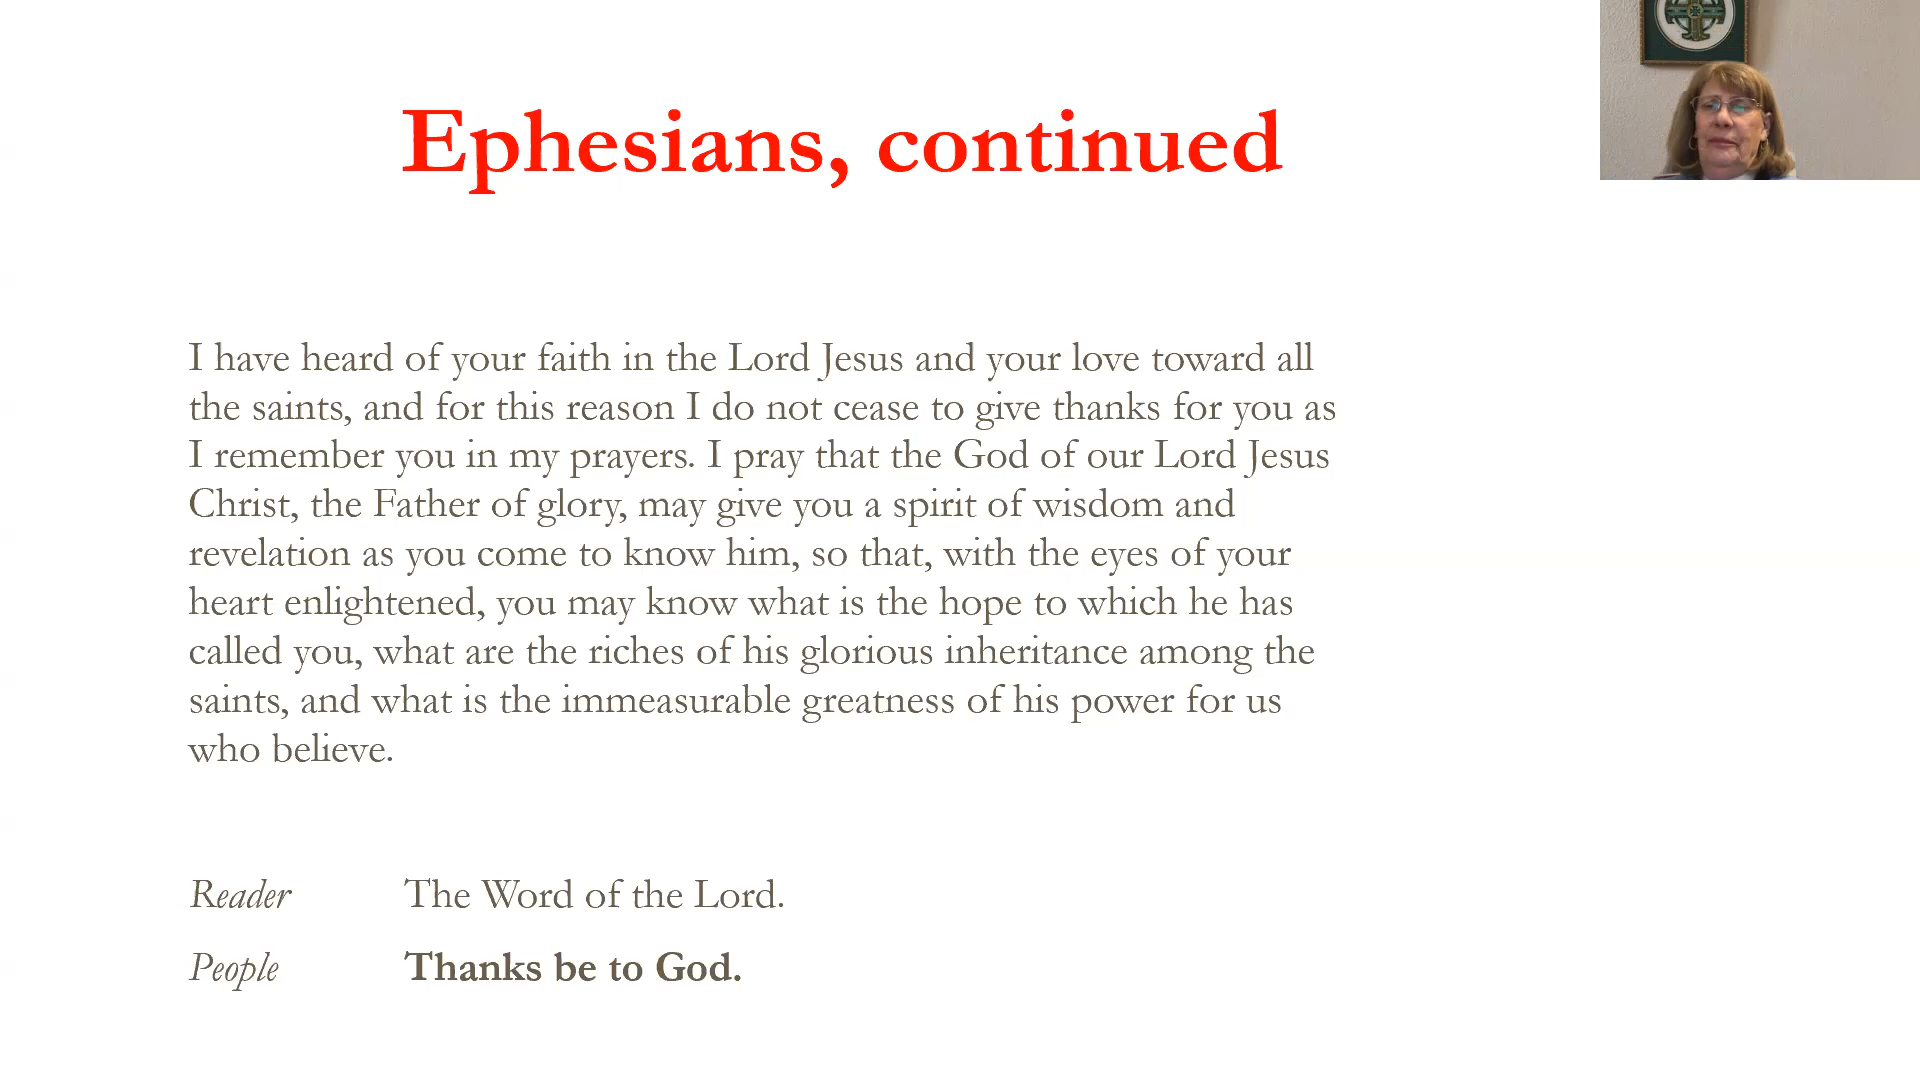 Ephesians, continued
I have heard of your faith in the Lord Jesus and your love toward all
the saints, and for this reason I do not cease to give thanks for you as
I remember you in my prayers. I pray that the God of our Lord Jesus
Christ, the Father of glory, may give you a spirit of wisdom and
revelation as you come to know him, so that, with the eyes of your
heart enlightened, you may know what is the hope to which he has
called you, what are the riches of his glorious inheritance among the
saints, and what is the immeasurable greatness of his power for us
who believe.
Reader The Word of the Lord.
People Thanks be to God.